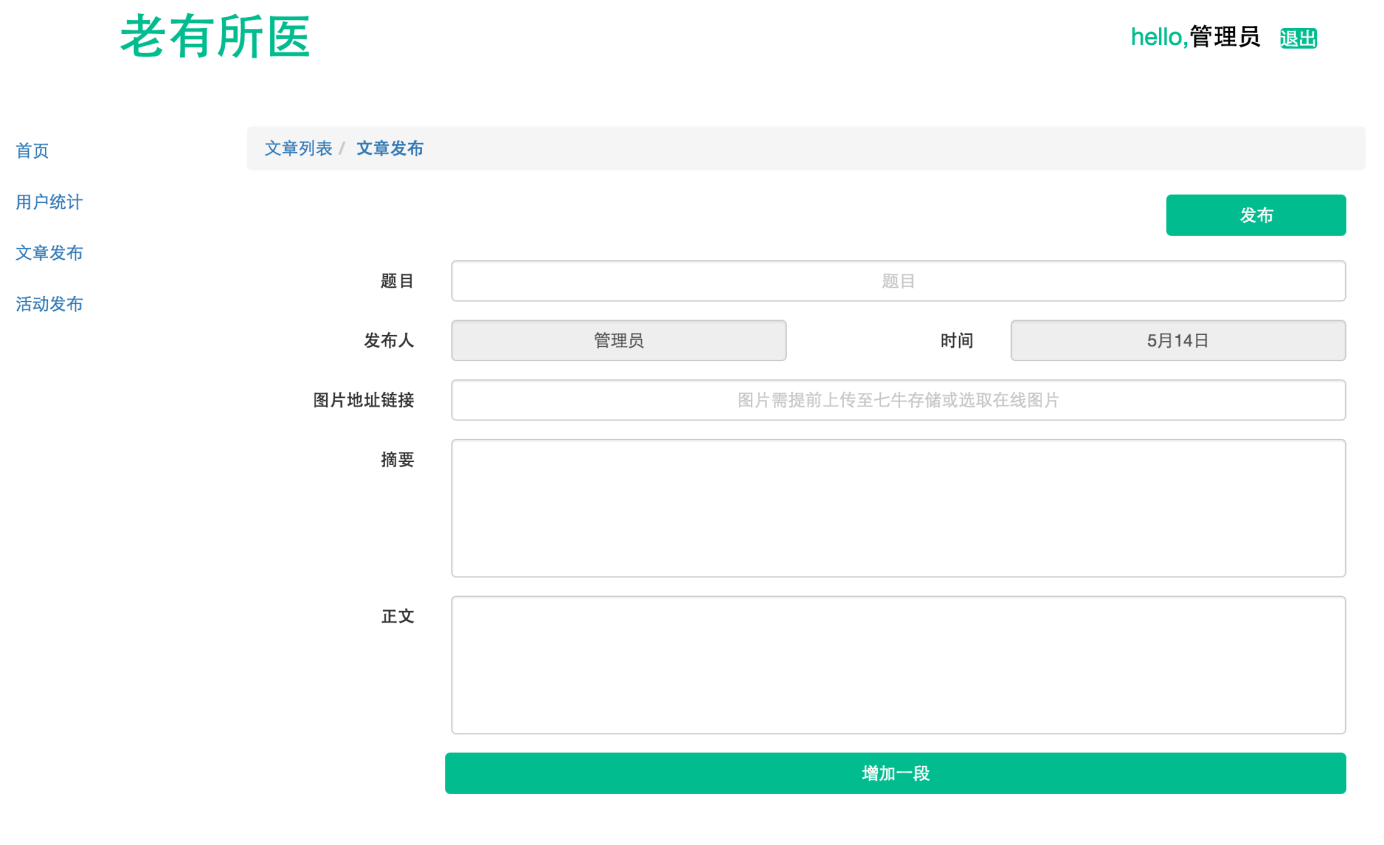 老有所医
hello,管理员 退出
首页
用户统计
文章发布
活动发布
文章列表 / 文章发布
发布
题目 题目
发布人 管理员 时间 5月14日
图片地址链接 图片需提前上传至七牛存储或选取在线图片
摘要
正文
增加一段